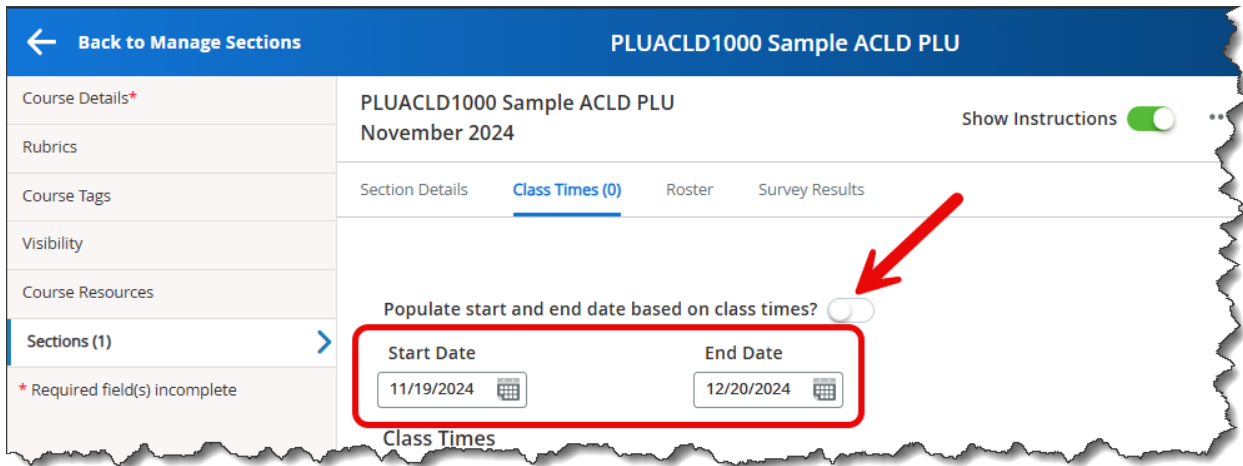 Back to Manage Sections
PLUACLD1000 Sample ACLD PLU
Course Details*
Rubrics
Course Tags
Visibility
Course Resources
Sections (1)
* Required field(s) incomplete
PLUACLD1000 Sample ACLD PLU
November 2024
Show Instructions
Section Details Class Times (0) Roster Survey Results
Populate start and end date based on class times?
Start Date End Date
11/19/2024 12/20/2024
Class Times